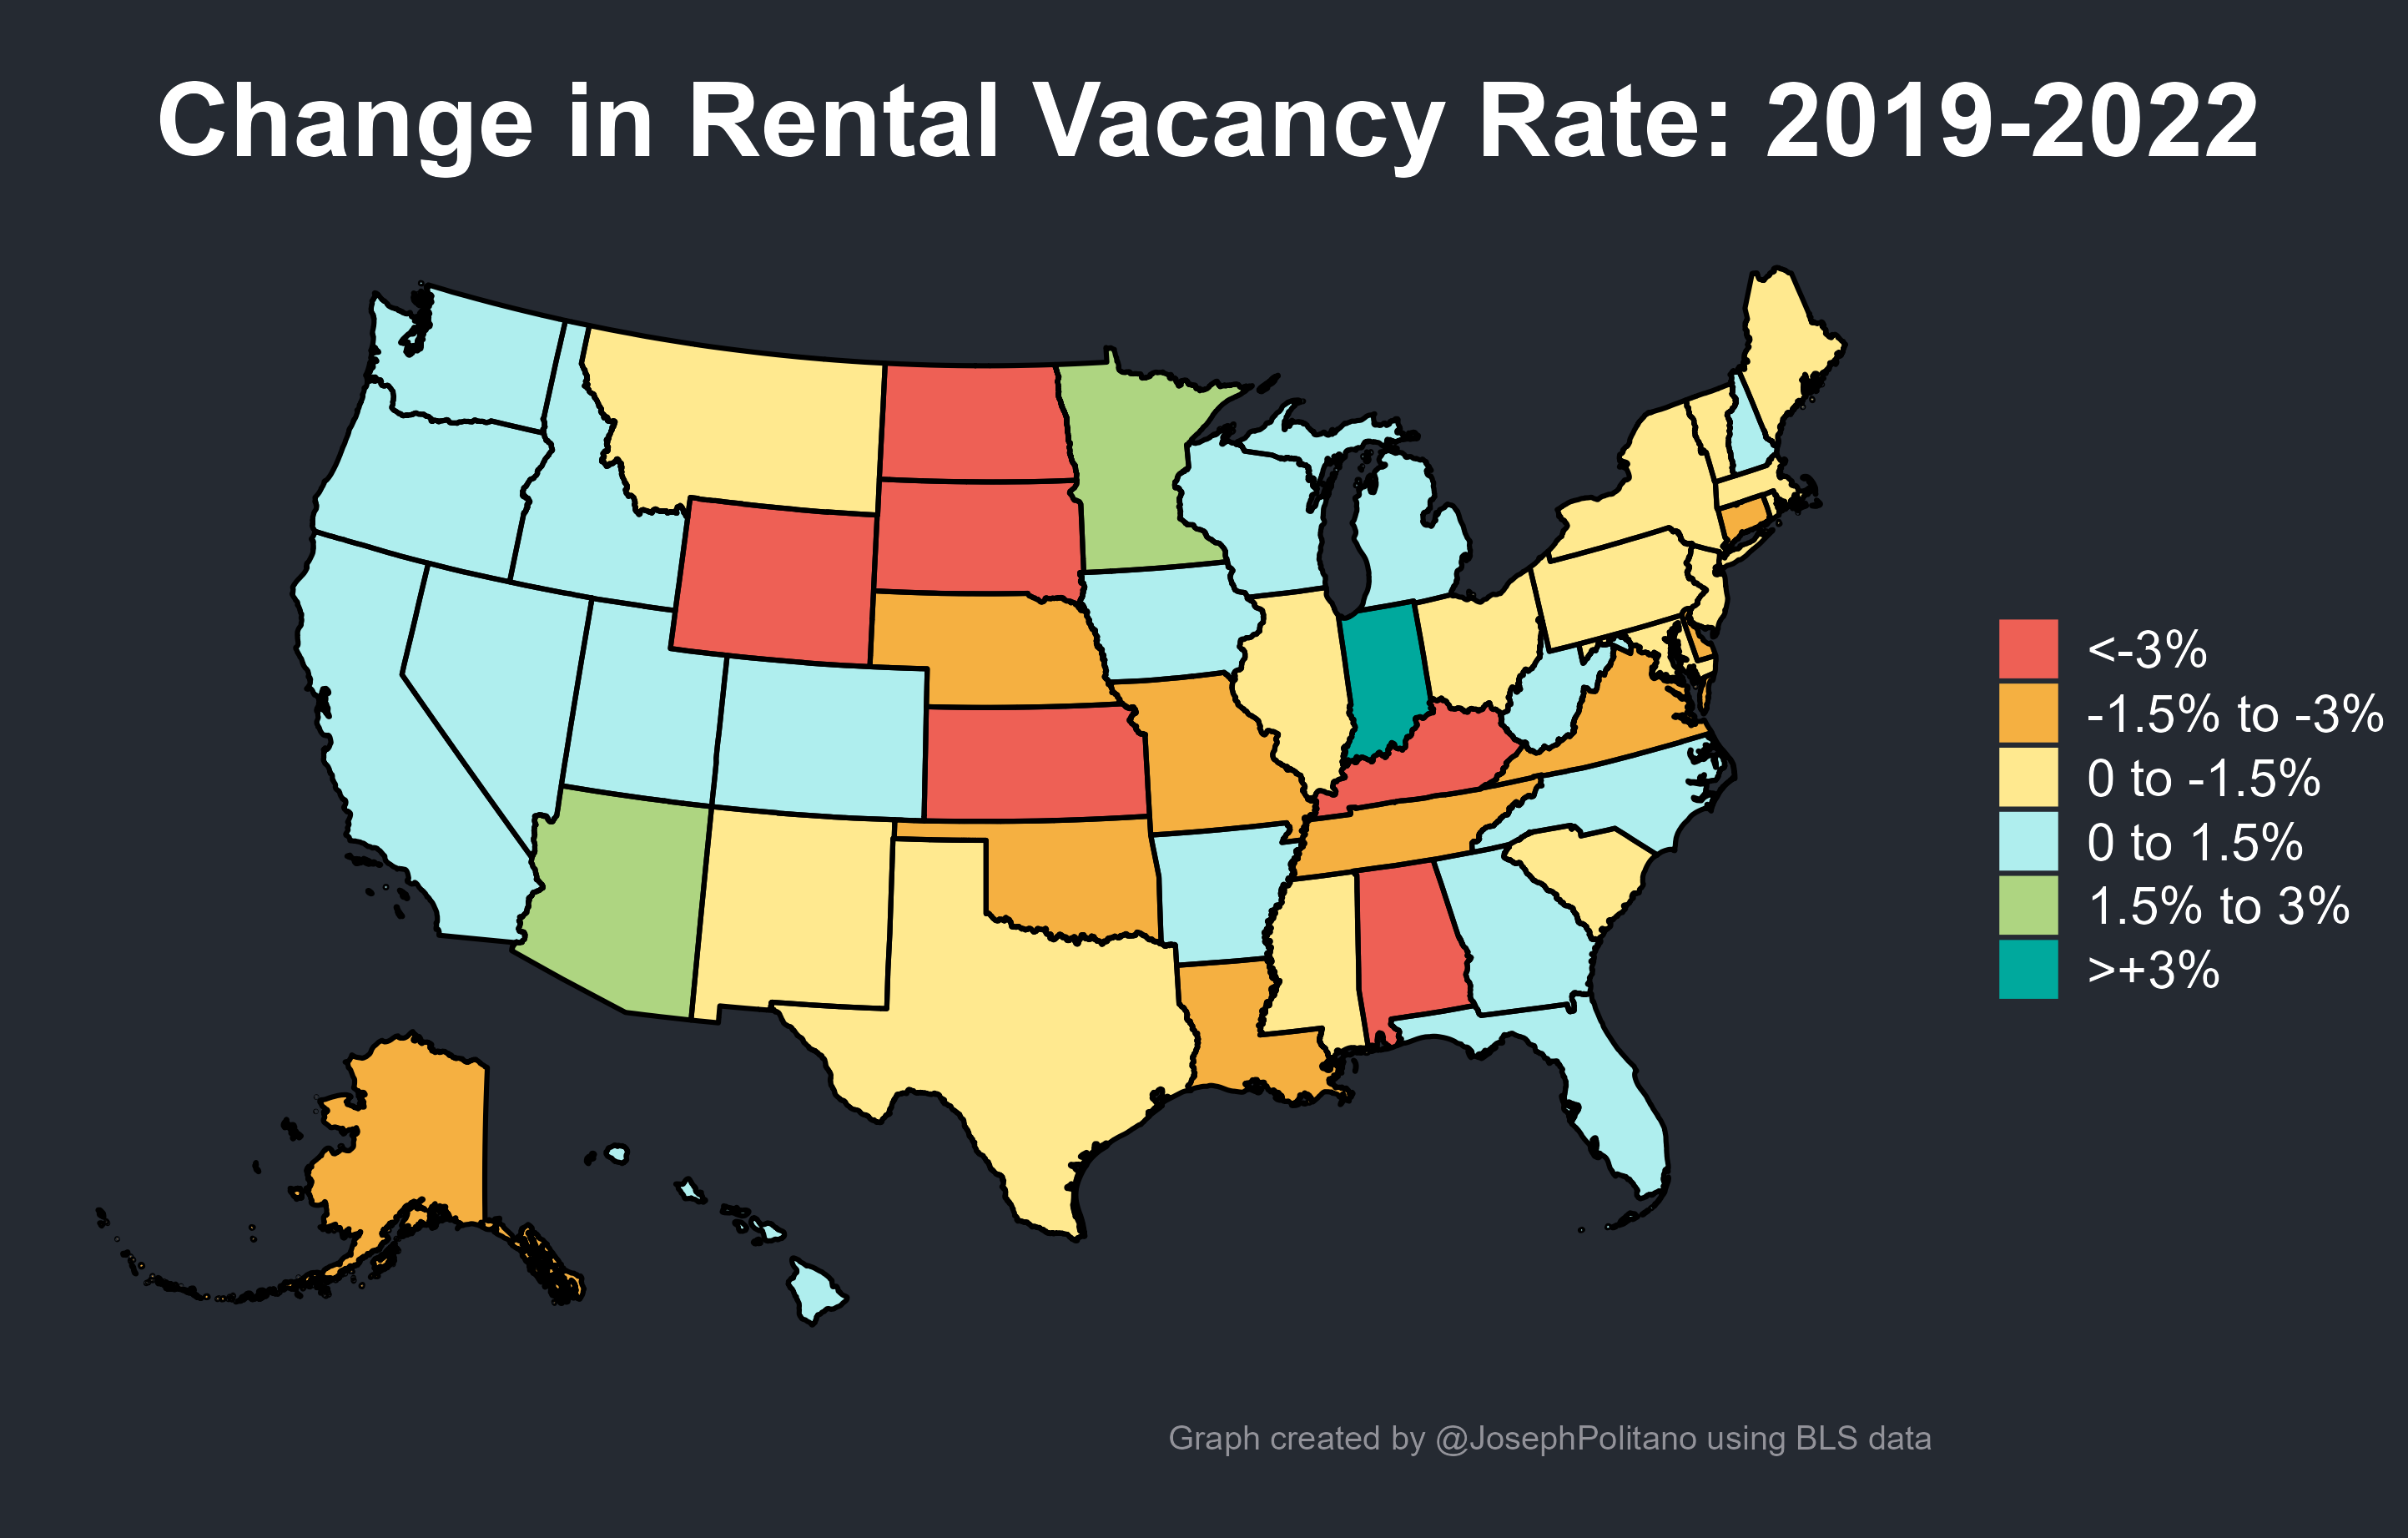 Change in Rental Vacancy Rate: 2019-2022
<-3%
-1.5% to -3%
0 to -1.5%
0 to 1.5%
1.5% to 3%
>+3%
Graph created by @JosephPolitano using BLS data